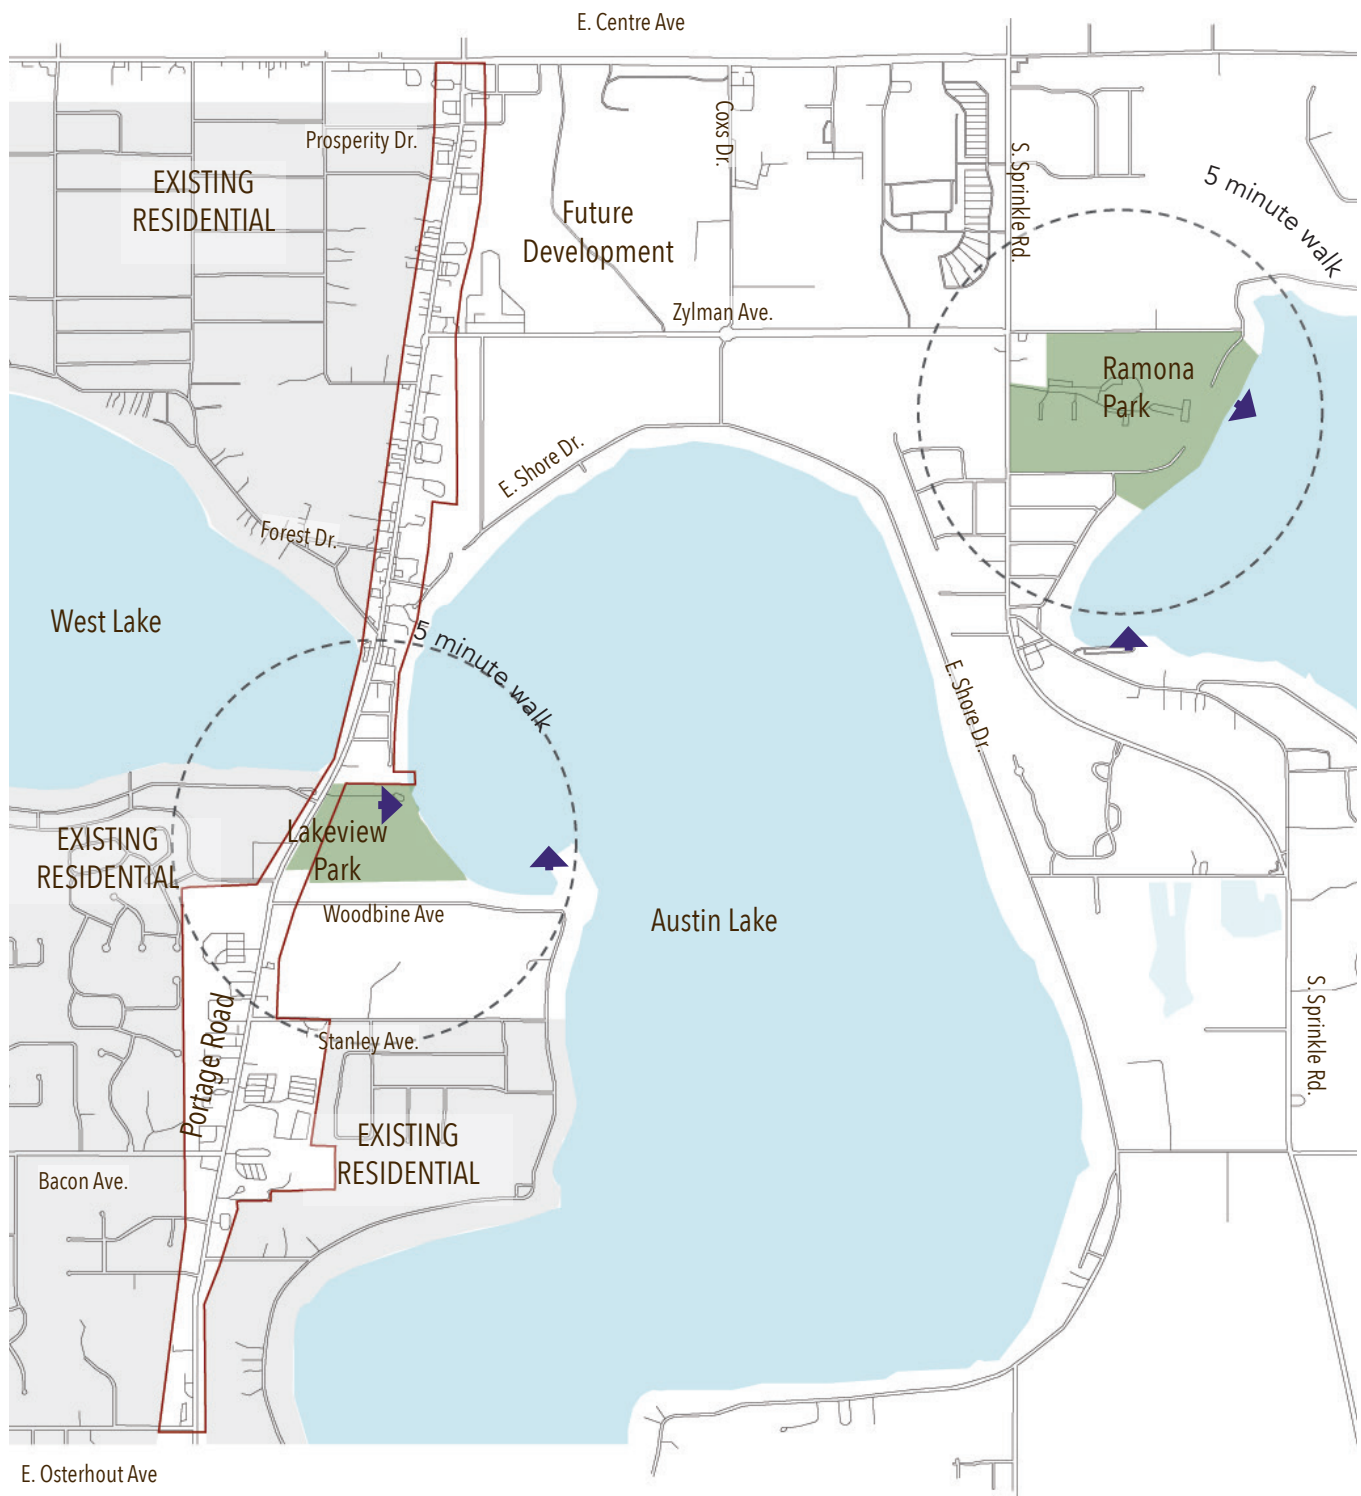 E. Centre Ave
Prosperity Dr.
Coxs Dr.
S. Sprinkle Rd.
5 minute walk
EXISTING
RESIDENTIAL
Future
Development
Zylman Ave.
Ramona
Park
E. Shore Dr.
Forest Dr.
West Lake
5 minute walk
E. Shore Dr.
EXISTING
RESIDENTIAL
Lakeview
Park
Woodbine Ave
Austin Lake
Portage Road
Stanley Ave.
S. Sprinkle Rd.
EXISTING
RESIDENTIAL
Bacon Ave.
E. Osterhout Ave